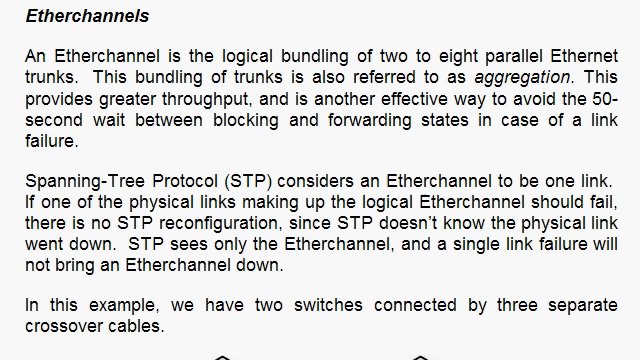 Etherchannels
An Etherchannel is the logical bundling of two to eight parallel Ethernet
trunks.  This bundling of trunks is also referred to as aggregation. This
provides greater throughput, and is another effective way to avoid the 50-
second wait between blocking and forwarding states in case of a link
failure.
Spanning-Tree Protocol (STP) considers an Etherchannel to be one link.
If one of the physical links making up the logical Etherchannel should fail,
there is no STP reconfiguration, since STP doesn’t know the physical link
went down.  STP sees only the Etherchannel, and a single link failure will
not bring an Etherchannel down.
In this example, we have two switches connected by three separate
crossover cables.